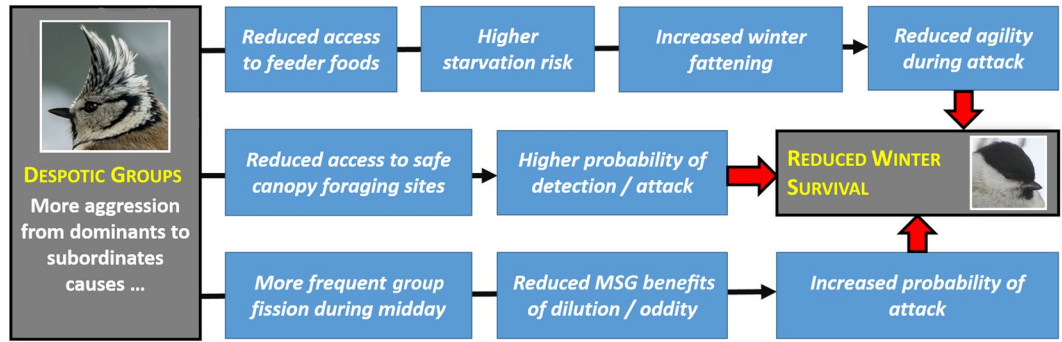 DESPOTIC GROUPS
More aggression
from dominants to
subordinates
causes ...
Reduced access
to feeder foods
Higher
starvation risk
Increased winter
fattening
Reduced agility
during attack
Reduced access to safe
canopy foraging sites
Higher probability of
detection / attack
REDUCED WINTER
SURVIVAL
More frequent group
fission during midday
Reduced MSG benefits
of dilution / oddity
Increased probability of
attack